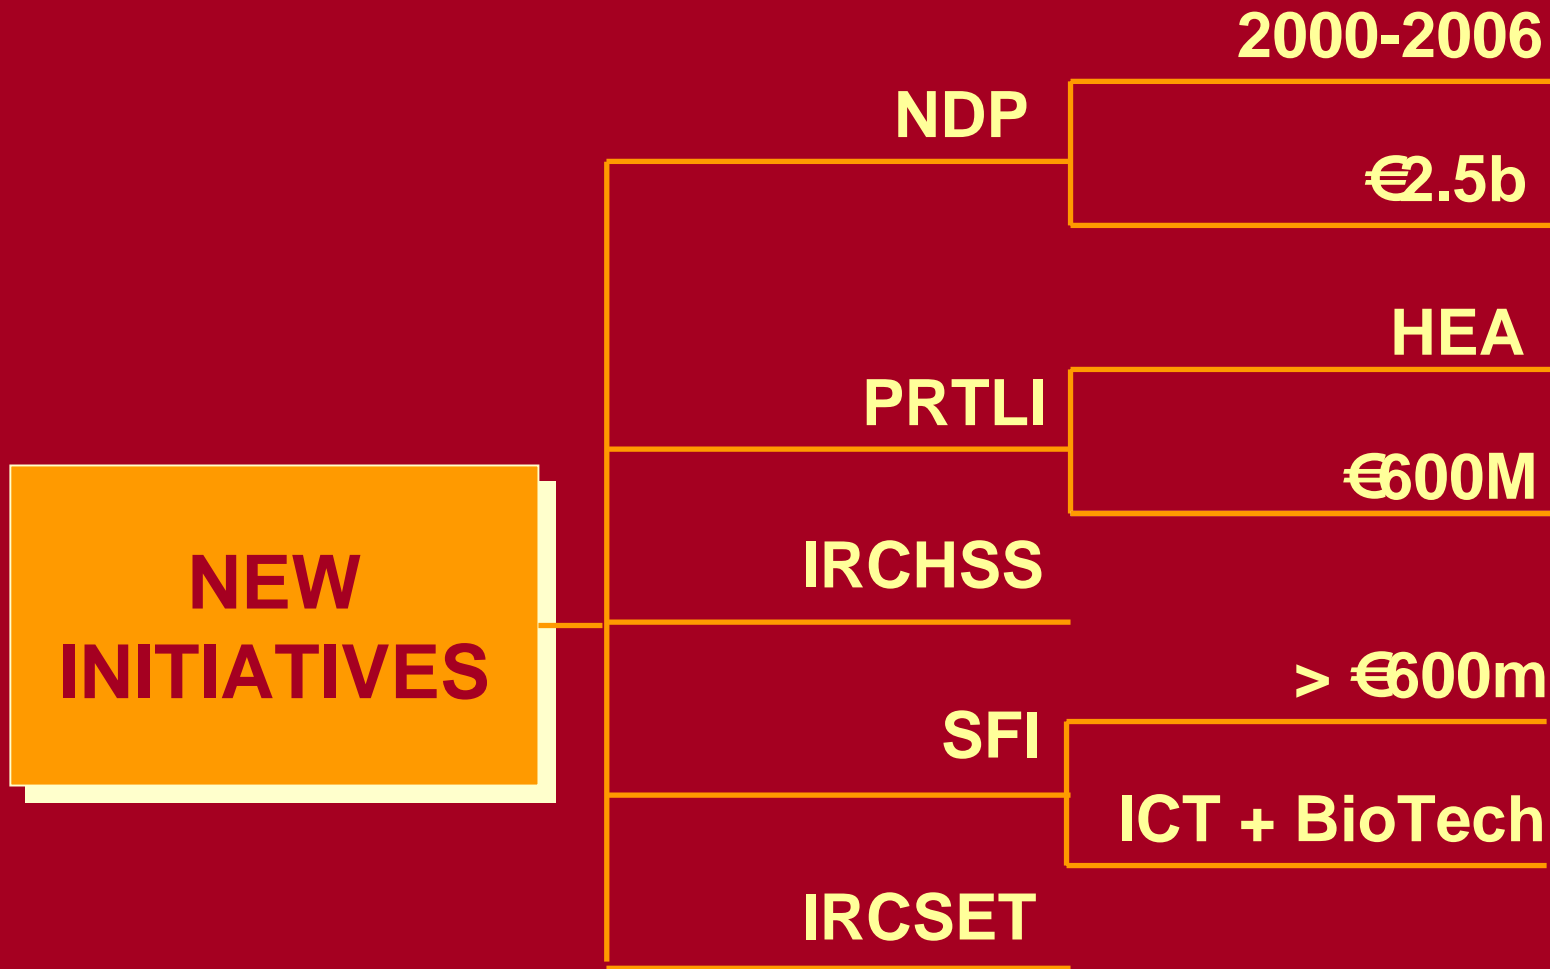 NEW
INITIATIVES
NDP
2000-2006
€2.5b
PRTLI
HEA
€600M
IRCHSS
SFI
> €600m
ICT + BioTech
IRCSET